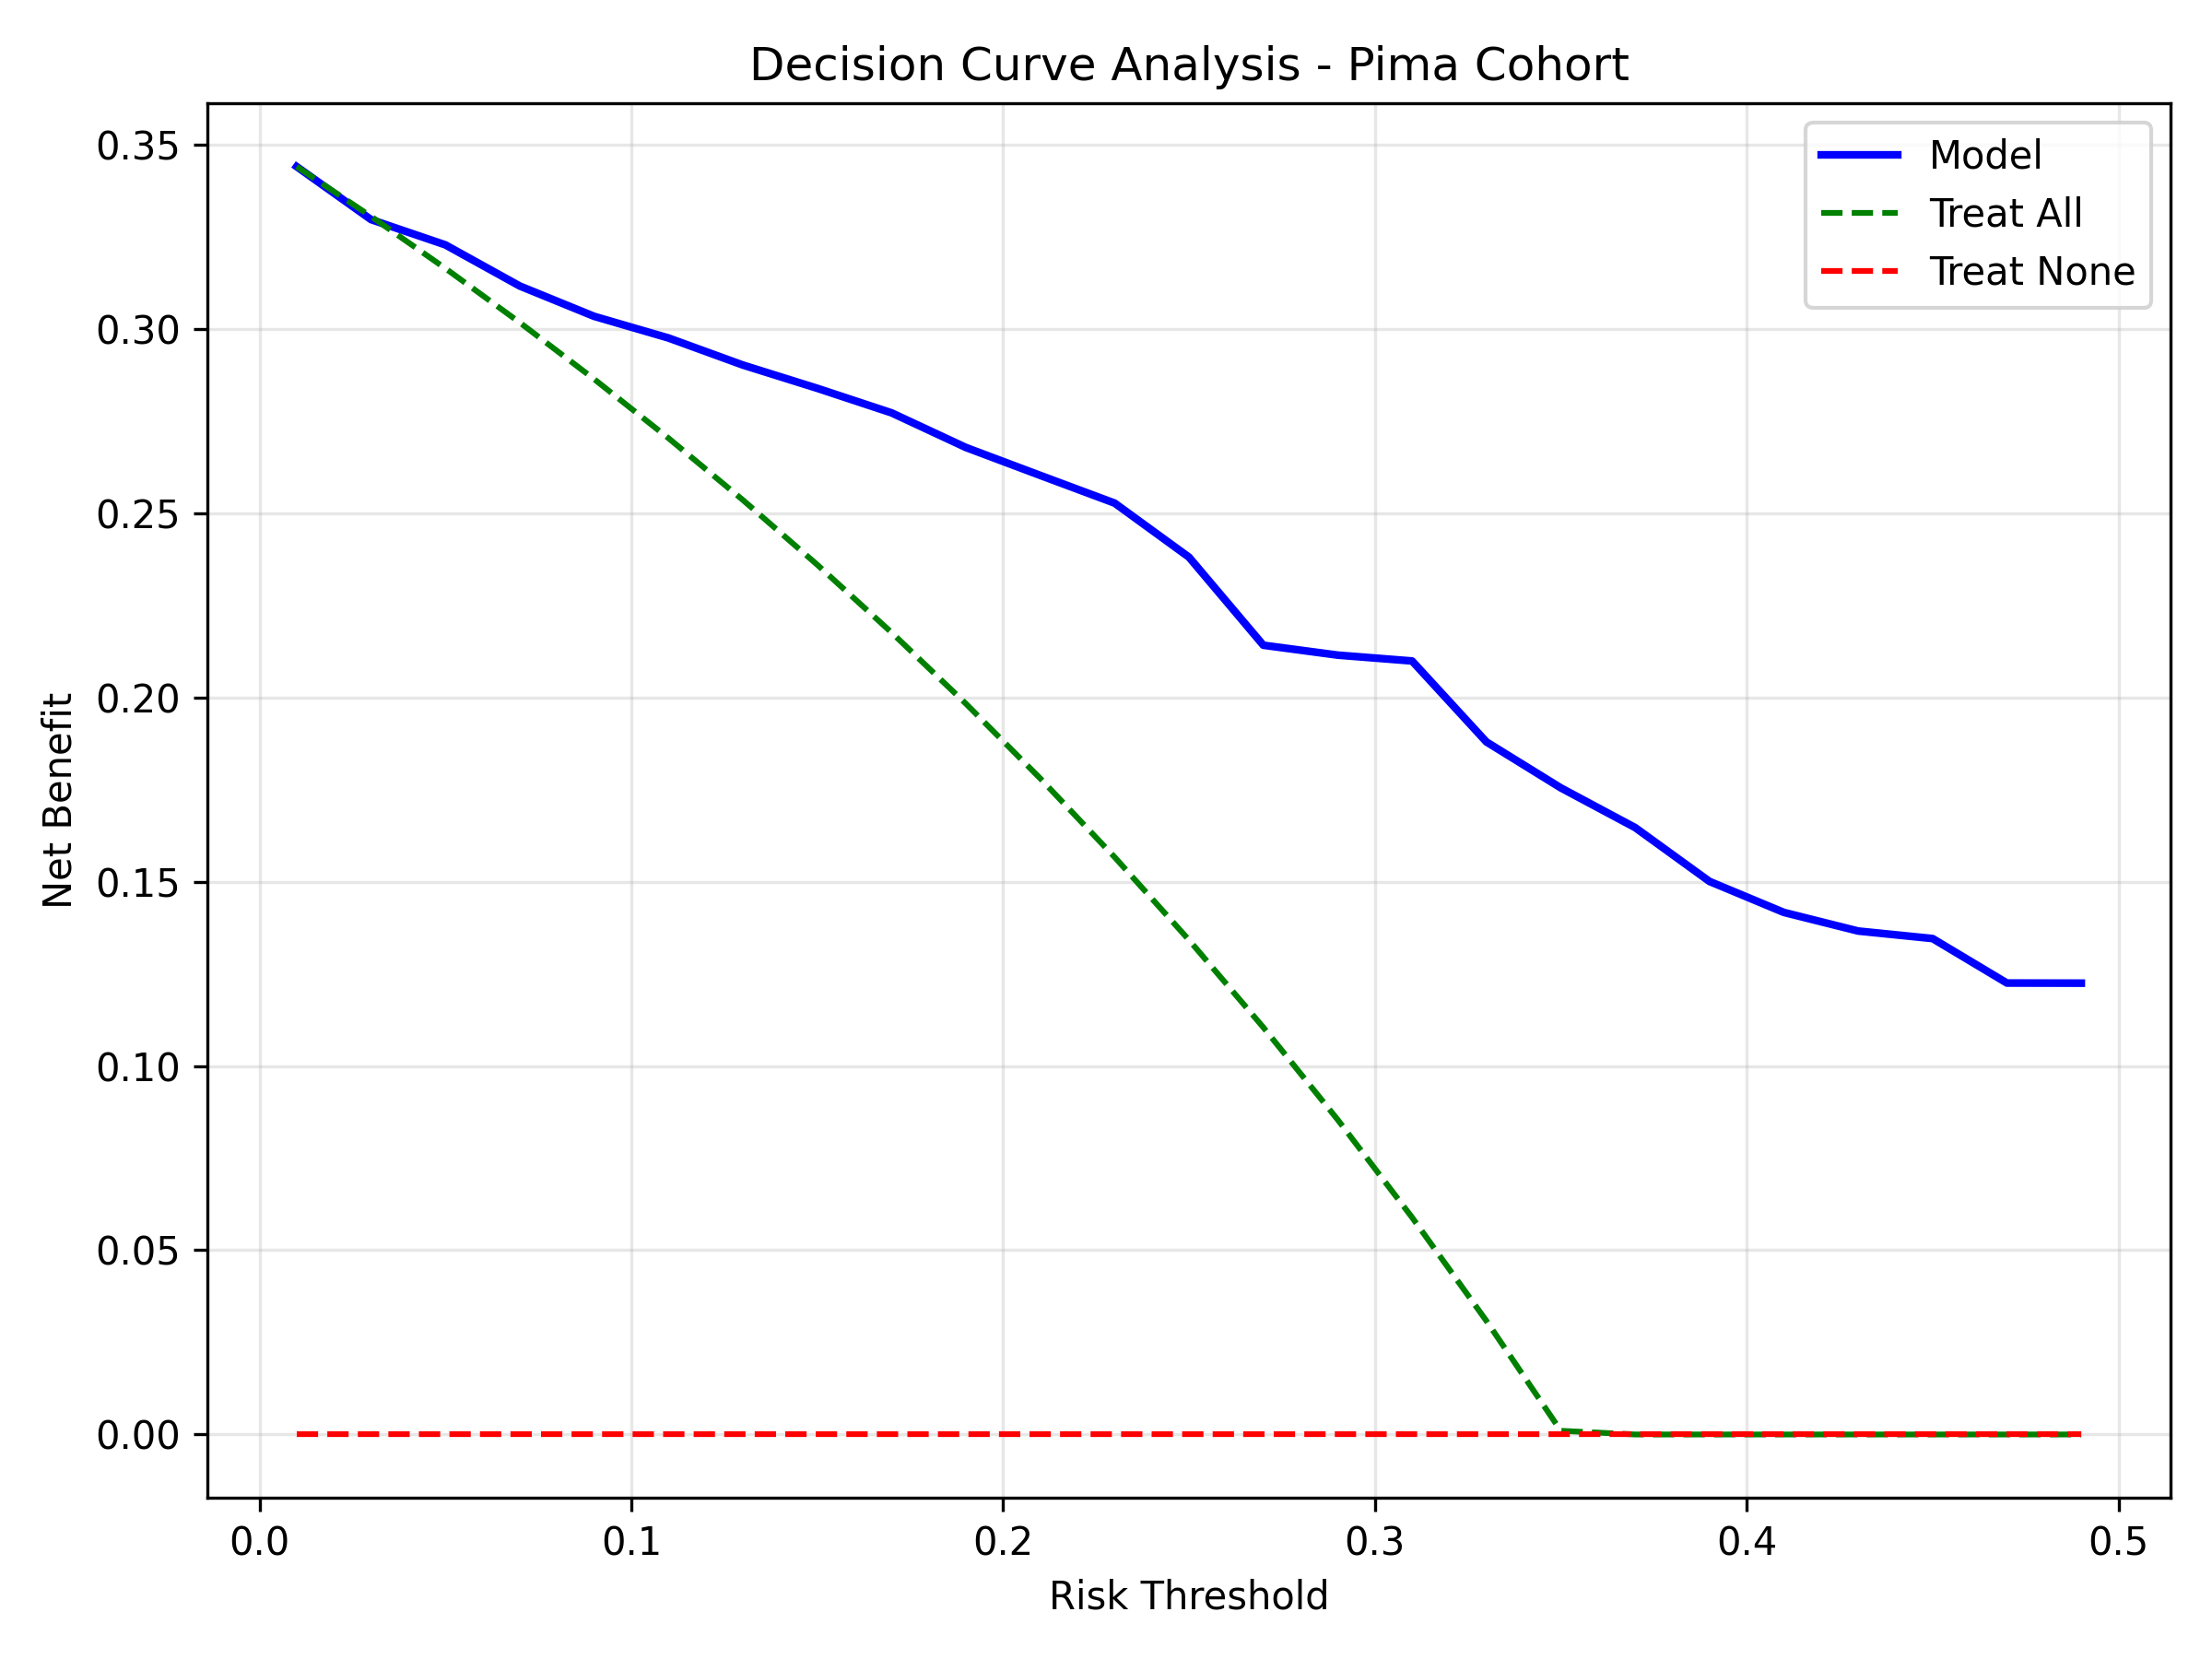 Decision Curve Analysis - Pima Cohort
Model
Treat All
Treat None
Net Benefit
0.35
0.30
0.25
0.20
0.15
0.10
0.05
0.00
0.0 0.1 0.2 0.3 0.4 0.5
Risk Threshold